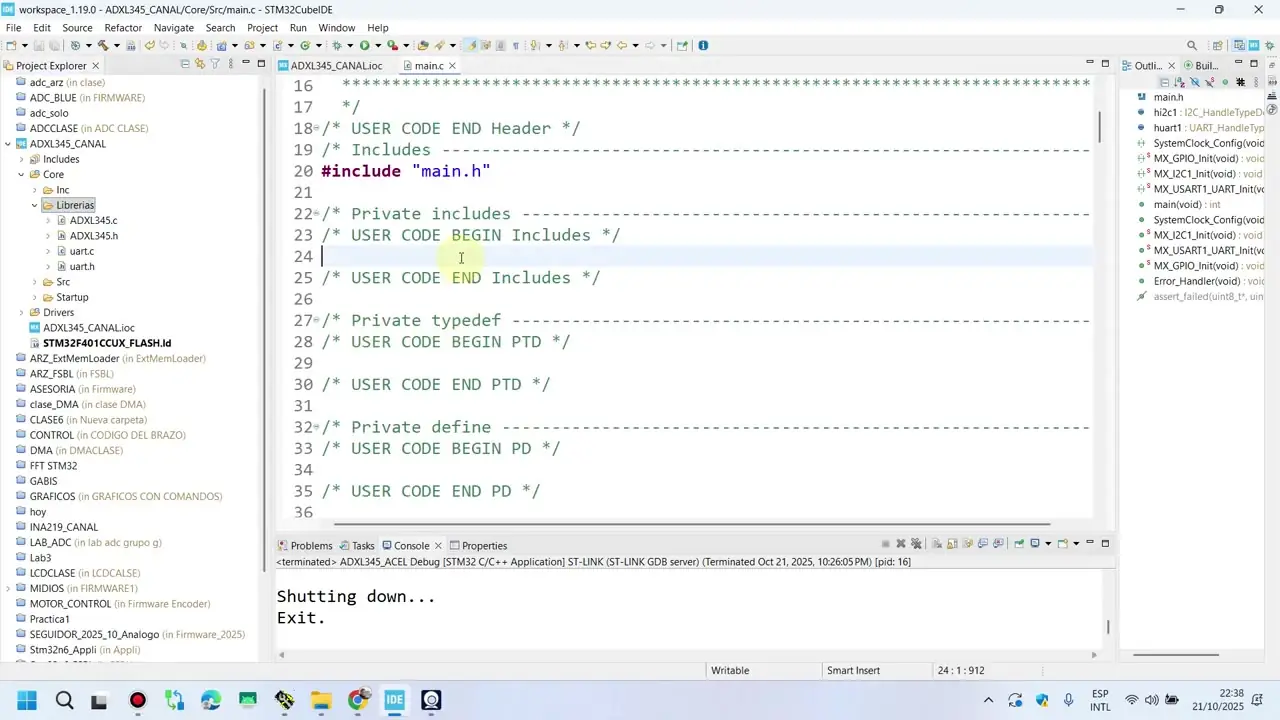 workspace_1.19.0 - ADXL345_CANAL/Core/Src/main.c - STM32CubeIDE
File Edit Source Refactor Navigate Search Project Run Window Help
Project Explorer
adc_arz (in clase)
ADC_BLUE (in FIRMWARE)
adc_solo
ADCCLASE (in ADC CLASE)
ADXL345_CANAL
Includes
Core
Inc
Librerias
ADXL345.c
ADXL345.h
uart.c
uart.h
Src
Startup
Drivers
ADXL345_CANAL.ioc
STM32F401CCUX_FLASH.ld
ARZ_ExtMemLoader (in ExtMemLoader)
ARZ_FSBL (in FSBL)
ASESORIA (in Firmware)
clase_DMA (in clase DMA)
CLASE6 (in Nueva carpeta)
CONTROL (in CODIGO DEL BRAZO)
DMA (in DMACLASE)
FFT STM32
GABIS
GRAFICOS (in GRAFICOS CON COMANDOS)
hoy
INA219_CANAL
LAB_ADC (in lab adc grupo g)
Lab3
LCDCLASE (in LCDCALSE)
MIDIOS (in FIRMWARE1)
MOTOR_CONTROL (in Firmware Encoder)
Practica1
SEGUIDOR_2025_10_Analogo (in Firmware_2025)
Stm32n6_Appli (in Appli)
ADXL345_CANAL.ioc main.c
16 ******************************************************************************
17 */
18 /* USER CODE END Header */
19 /* Includes ------------------------------------------------------------------
20 #include "main.h"
21
22 /* Private includes ----------------------------------------------------------
23 /* USER CODE BEGIN Includes */
24
25 /* USER CODE END Includes */
26
27 /* Private typedef -----------------------------------------------------------
28 /* USER CODE BEGIN PTD */
29
30 /* USER CODE END PTD */
31
32 /* Private define ------------------------------------------------------------
33 /* USER CODE BEGIN PD */
34
35 /* USER CODE END PD */
36
Problems Tasks Console Properties
<terminated> ADXL345_ACEL Debug [STM32 C/C++ Application] ST-LINK (ST-LINK GDB server) (Terminated Oct 21, 2025, 10:26:05 PM) [pid: 16]
Shutting down...
Exit.
Outli... Buil...
main.h
hi2c1 : I2C_HandleTypeDe
huart1 : UART_HandleTyp
SystemClock_Config(void)
MX_GPIO_Init(void) : void
MX_I2C1_Init(void) : void
MX_USART1_UART_Init(vo
main(void) : int
SystemClock_Config(void)
MX_I2C1_Init(void) : void
MX_USART1_UART_Init(vo
MX_GPIO_Init(void) : void
Error_Handler(void) : void
assert_failed(uint8_t*, uint
Writable Smart Insert 24 : 1 : 912
IDE
ESP
INTL
22:38
21/10/2025